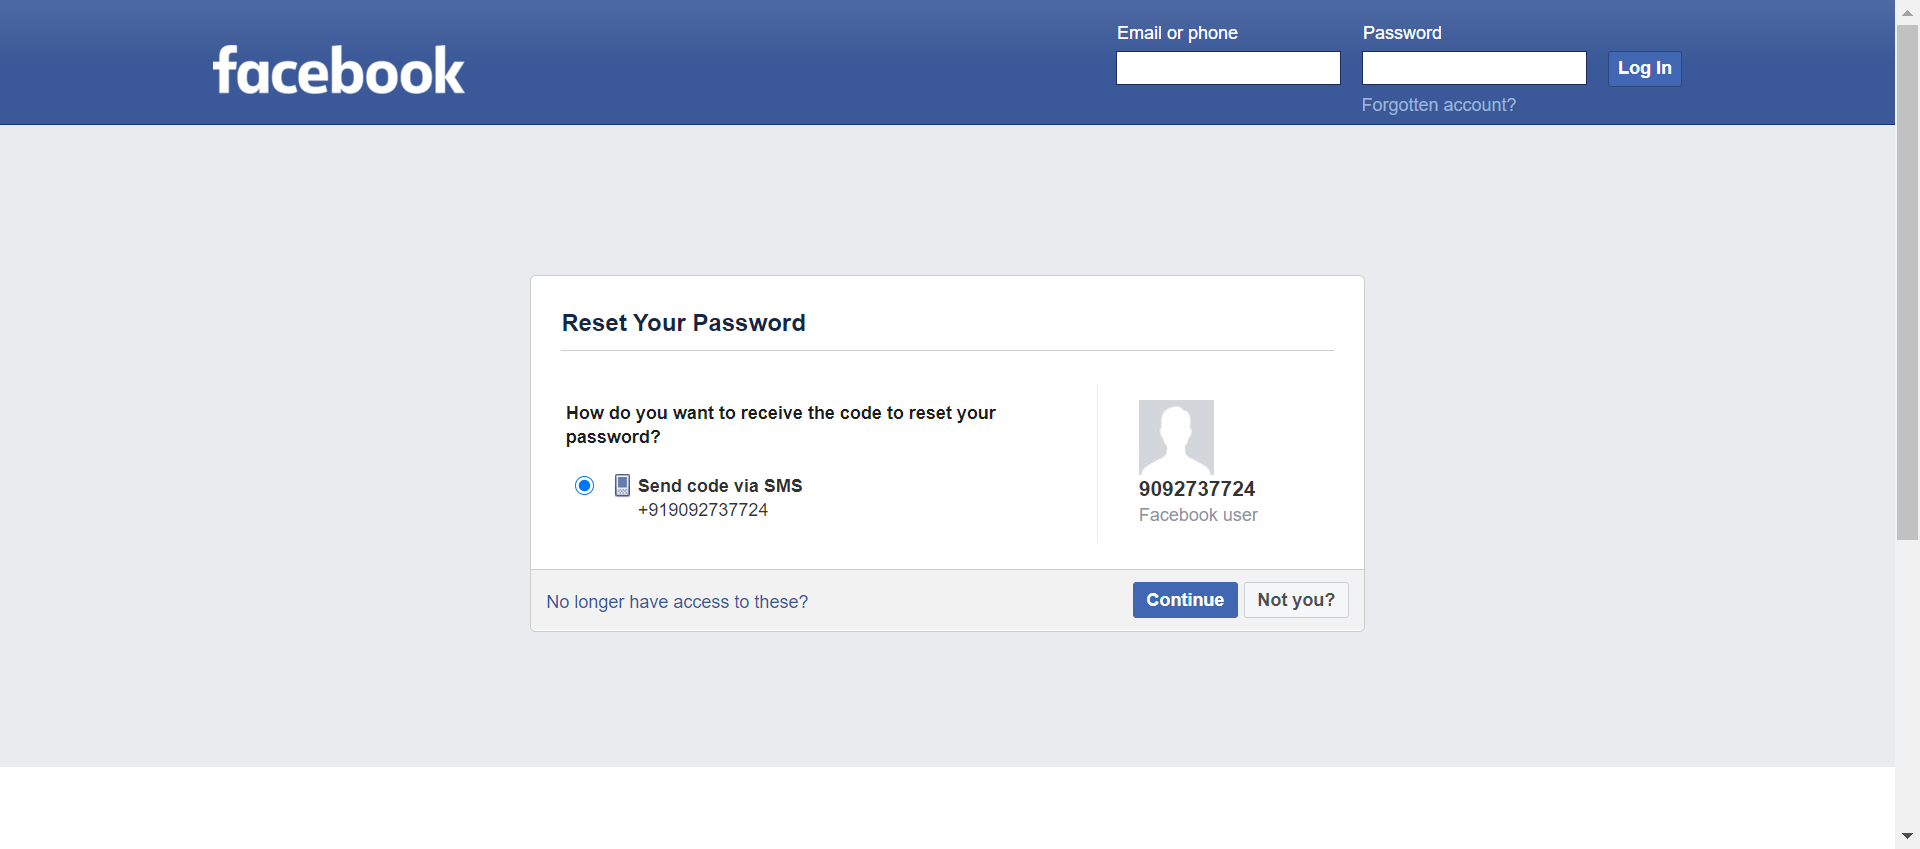 facebook
Email or phone
Password
Log In
Forgotten account?
Reset Your Password
How do you want to receive the code to reset your
password?
Send code via SMS
+919092737724
9092737724
Facebook user
No longer have access to these?
Continue
Not you?